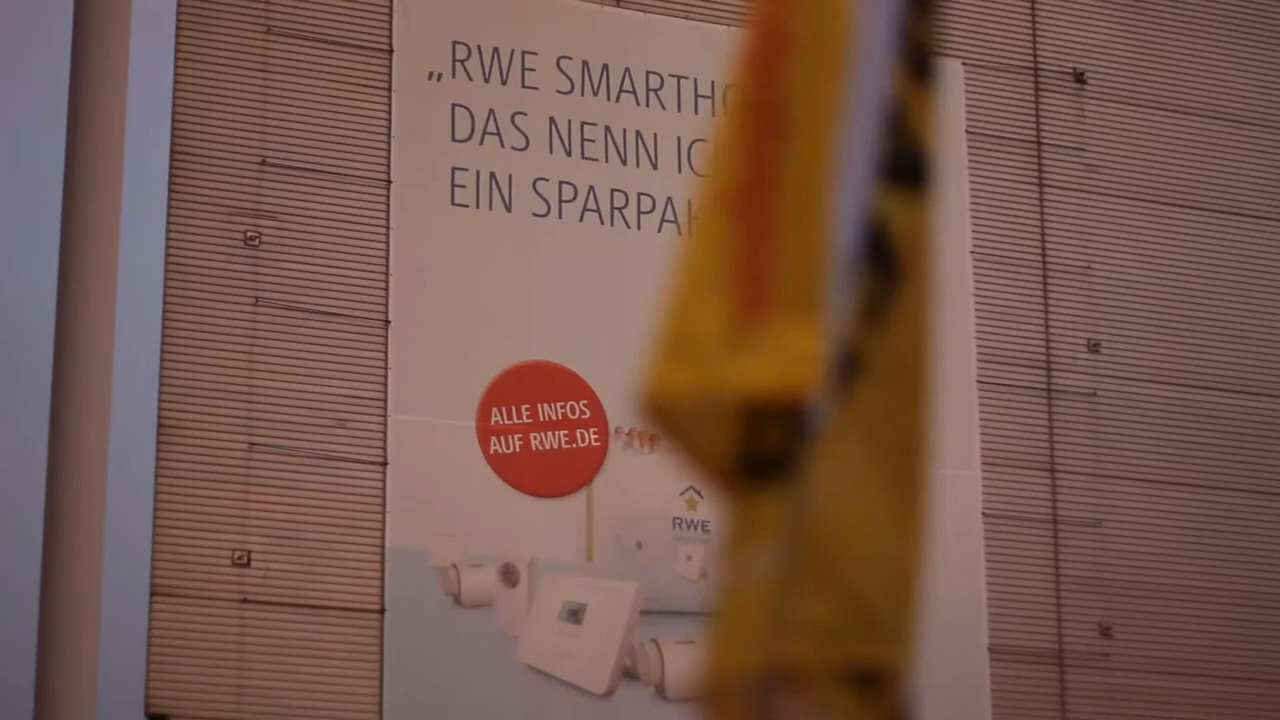 „RWE SMARTH
DAS NENN IC
EIN SPARPA
ALLE INFOS
AUF RWE.DE
RWE